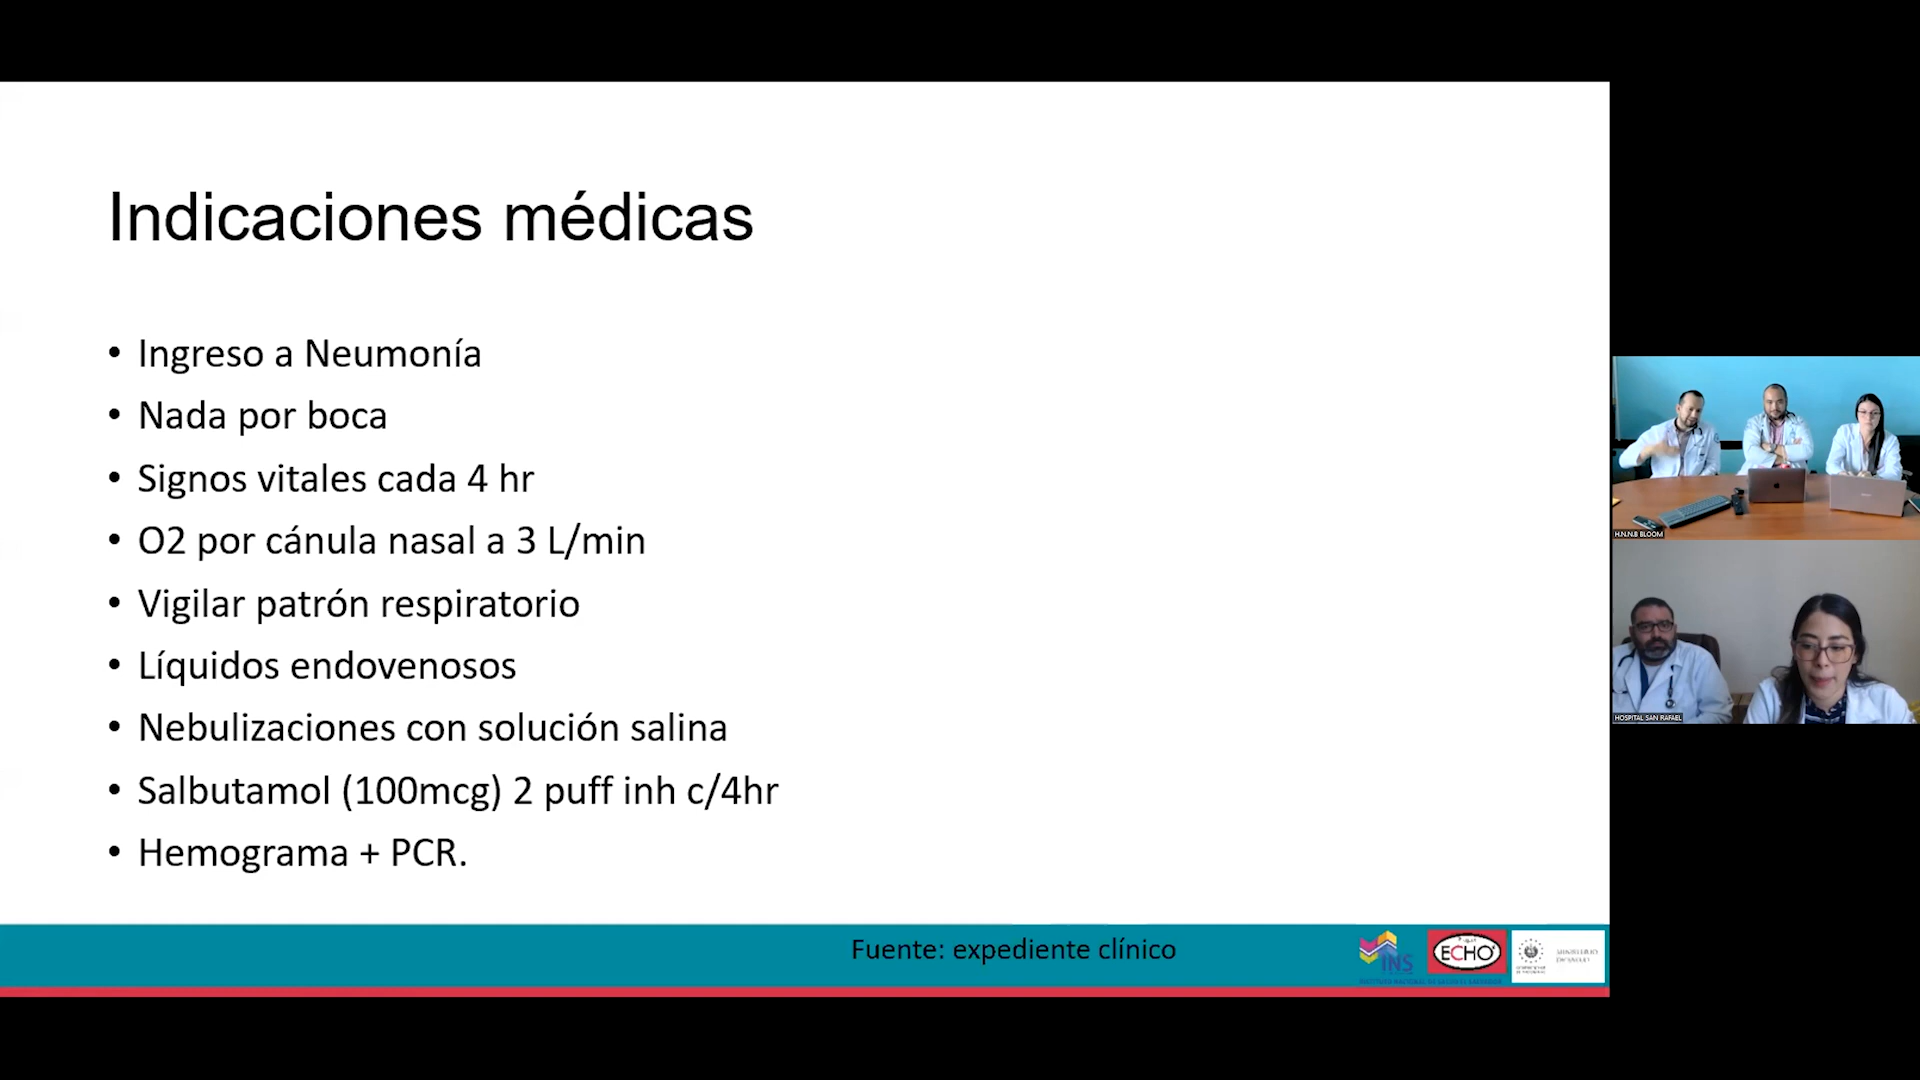 Indicaciones médicas
• Ingreso a Neumonía
• Nada por boca
• Signos vitales cada 4 hr
• O2 por cánula nasal a 3 L/min
• Vigilar patrón respiratorio
• Líquidos endovenosos
• Nebulizaciones con solución salina
• Salbutamol (100mcg) 2 puff inh c/4hr
• Hemograma + PCR.
Fuente: expediente clínico
INS
ECHO
MINISTERIO
DE SALUD
H.N.N.B BLOOM
HOSPITAL SAN RAFAEL